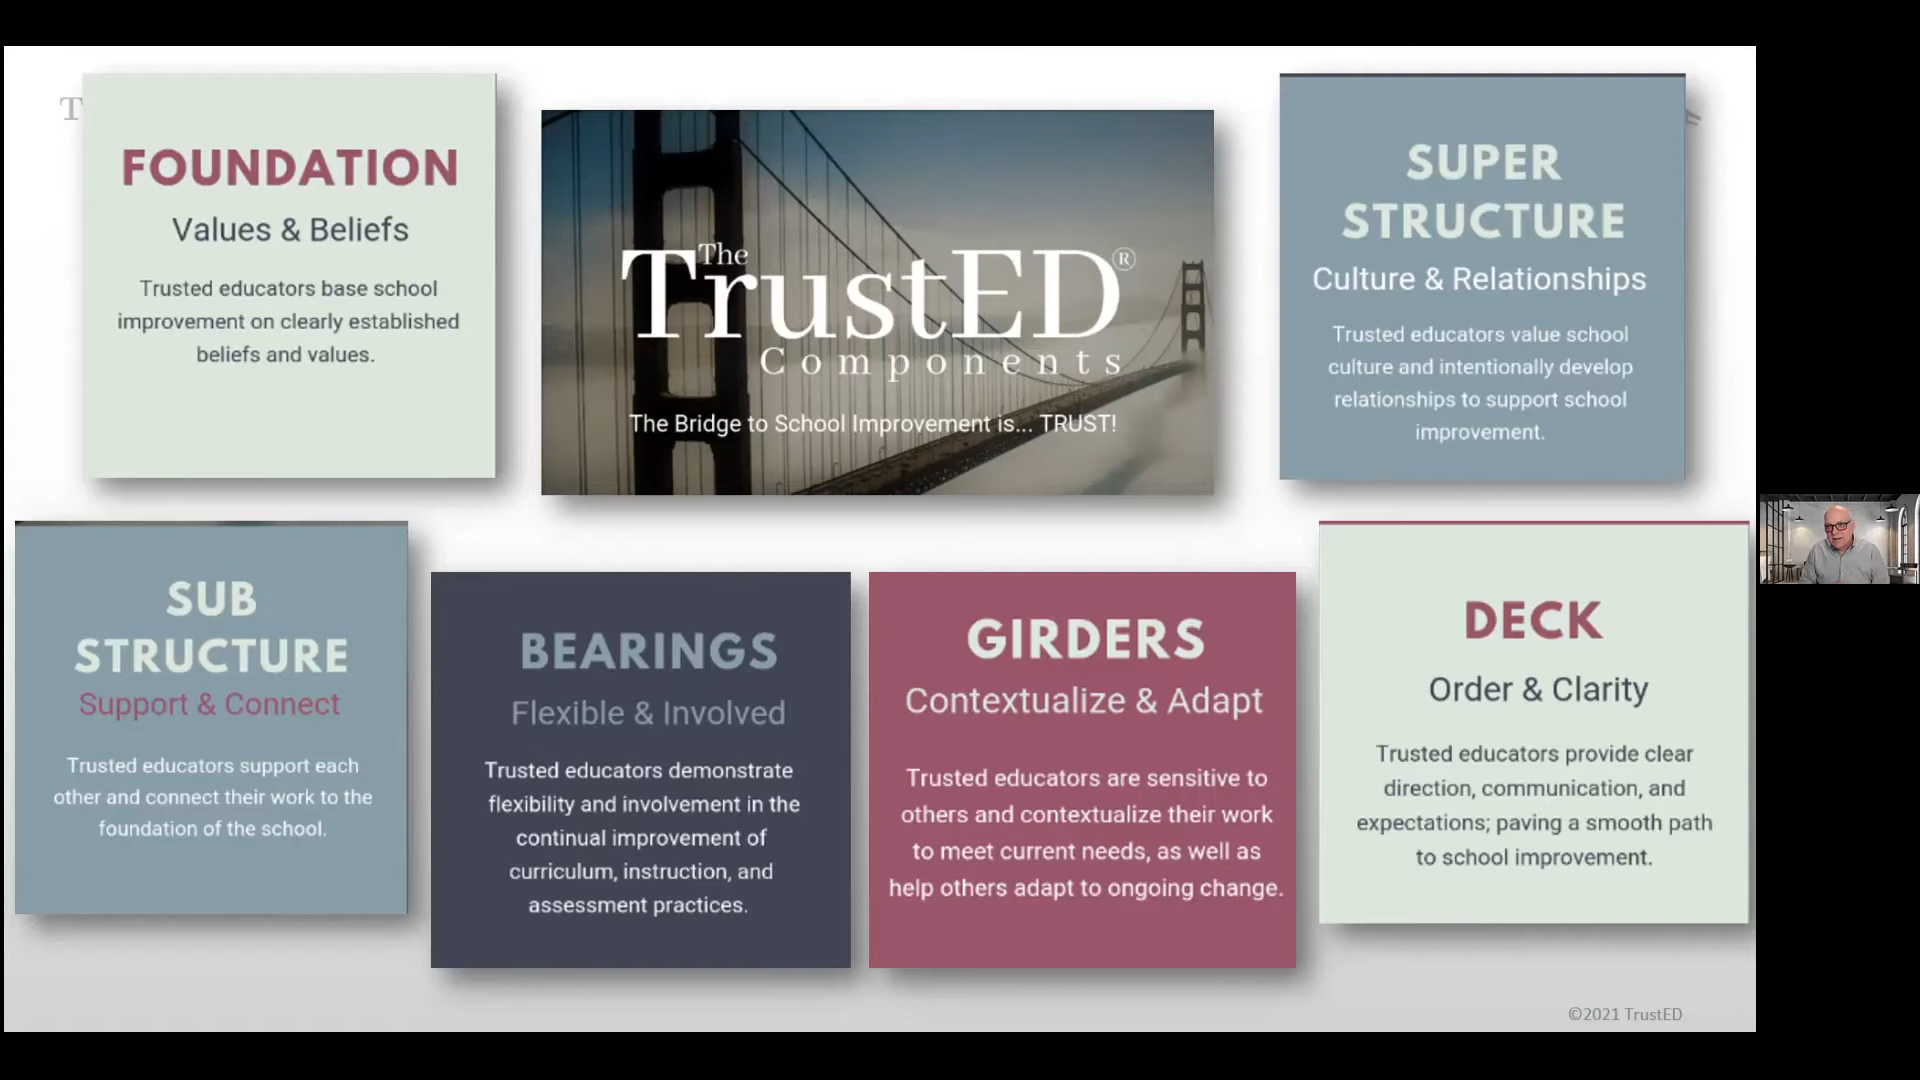 T
FOUNDATION
Values & Beliefs
Trusted educators base school
improvement on clearly established
beliefs and values.
The
TrustED®
Components
The Bridge to School Improvement is... TRUST!
SUPER
STRUCTURE
Culture & Relationships
Trusted educators value school
culture and intentionally develop
relationships to support school
improvement.
SUB
STRUCTURE
Support & Connect
Trusted educators support each
other and connect their work to the
foundation of the school.
BEARINGS
Flexible & Involved
Trusted educators demonstrate
flexibility and involvement in the
continual improvement of
curriculum, instruction, and
assessment practices.
GIRDERS
Contextualize & Adapt
Trusted educators are sensitive to
others and contextualize their work
to meet current needs, as well as
help others adapt to ongoing change.
DECK
Order & Clarity
Trusted educators provide clear
direction, communication, and
expectations; paving a smooth path
to school improvement.
©2021 TrustED